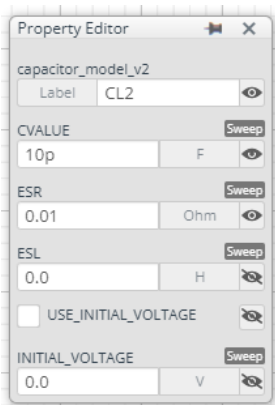 Property Editor
capacitor_model_v2
Label CL2
CVALUE Sweep
10p F
ESR Sweep
0.01 Ohm
ESL Sweep
0.0 H
USE_INITIAL_VOLTAGE
INITIAL_VOLTAGE Sweep
0.0 V